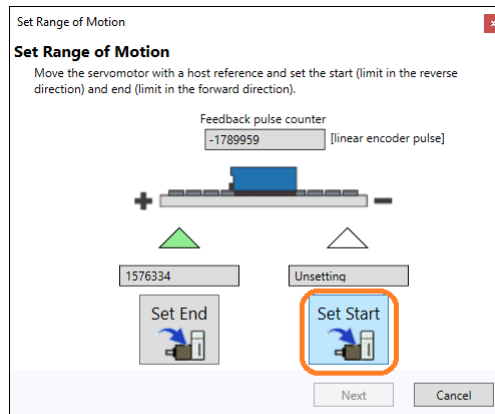 Set Range of Motion
x
Set Range of Motion
Move the servomotor with a host reference and set the start (limit in the reverse
direction) and end (limit in the forward direction).
Feedback pulse counter
-1789959 [linear encoder pulse]
+ −
1576334 Unsetting
Set End Set Start
Next Cancel